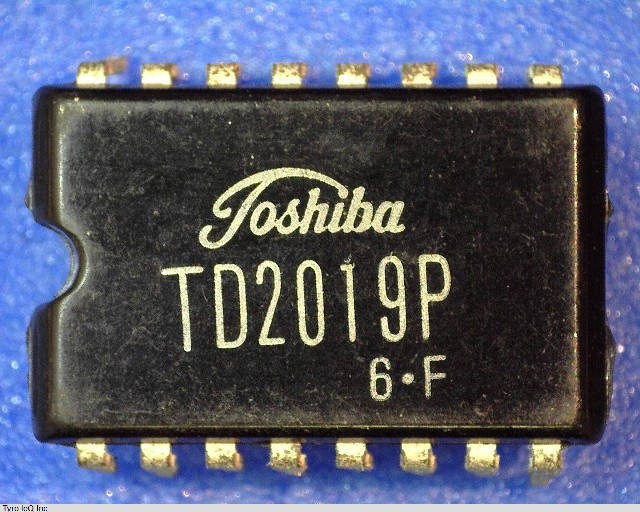 Toshiba
TD2019P
6•F
Tyro IcQ Inc